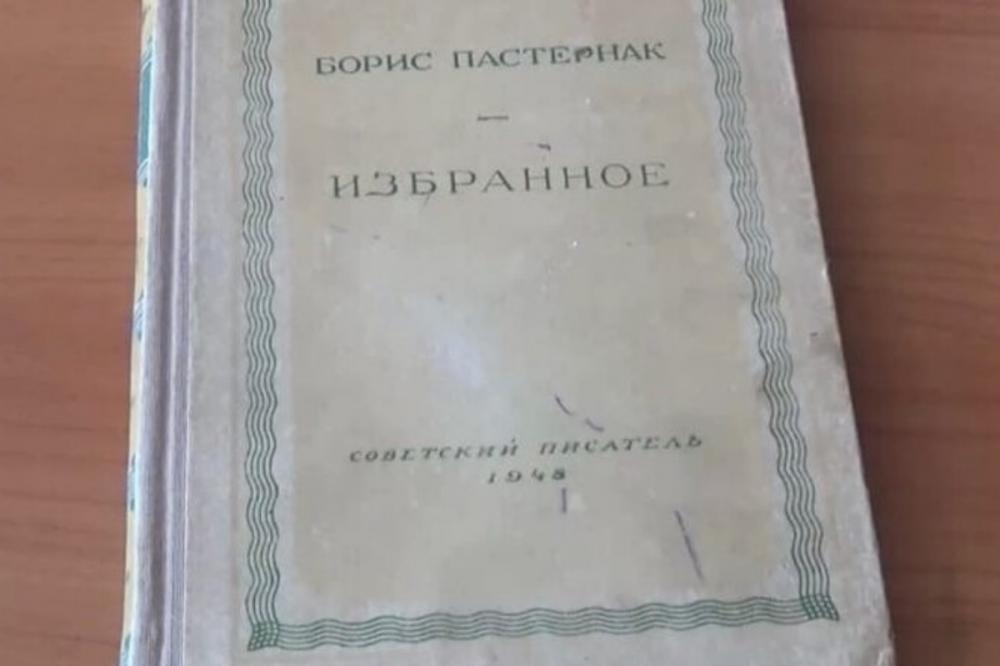 БОРИС ПАСТЕРНАК
—
ИЗБРАННОЕ
СОВЕТСКИЙ ПИСАТЕЛЬ
1948